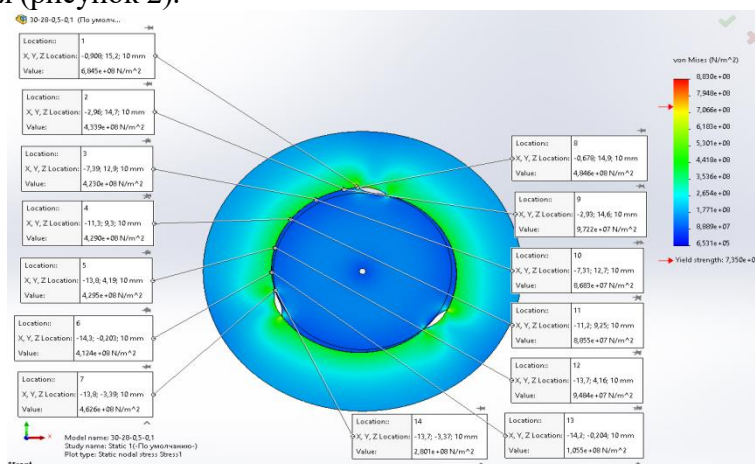 я (рисунок 2).
30-28-0,5-0,1 (По умолч...
Location: 1
X, Y, Z Location: -0,908; 15,2; 10 mm
Value: 6,845e+08 N/m^2
Location: 2
X, Y, Z Location: -2,96; 14,7; 10 mm
Value: 4,339e+08 N/m^2
Location: 3
X, Y, Z Location: -7,39; 12,9; 10 mm
Value: 4,230e+08 N/m^2
Location: 4
X, Y, Z Location: -11,3; 9,3; 10 mm
Value: 4,290e+08 N/m^2
Location: 5
X, Y, Z Location: -13,8; 4,19; 10 mm
Value: 4,295e+08 N/m^2
Location: 6
X, Y, Z Location: -14,3; -0,203; 10 mm
Value: 4,124e+08 N/m^2
Location: 7
X, Y, Z Location: -13,8; -3,39; 10 mm
Value: 4,626e+08 N/m^2
Location: 8
X, Y, Z Location: -0,678; 14,9; 10 mm
Value: 4,846e+08 N/m^2
Location: 9
X, Y, Z Location: -2,93; 14,6; 10 mm
Value: 9,722e+07 N/m^2
Location: 10
X, Y, Z Location: -7,31; 12,7; 10 mm
Value: 8,683e+07 N/m^2
Location: 11
X, Y, Z Location: -11,2; 9,25; 10 mm
Value: 8,855e+07 N/m^2
Location: 12
X, Y, Z Location: -13,7; 4,16; 10 mm
Value: 9,484e+07 N/m^2
Location: 13
X, Y, Z Location: -14,2; -0,204; 10 mm
Value: 1,055e+08 N/m^2
Location: 14
X, Y, Z Location: -13,7; -3,37; 10 mm
Value: 2,801e+08 N/m^2
von Mises (N/m^2)
8,830e+08
7,948e+08
7,066e+08
6,183e+08
5,301e+08
4,418e+08
3,536e+08
2,654e+08
1,771e+08
8,889e+07
6,531e+05
Yield strength: 7,350e+0
Model name: 30-28-0,5-0,1
Study name: Static 1(-По умолчанию-)
Plot type: Static nodal stress Stress1